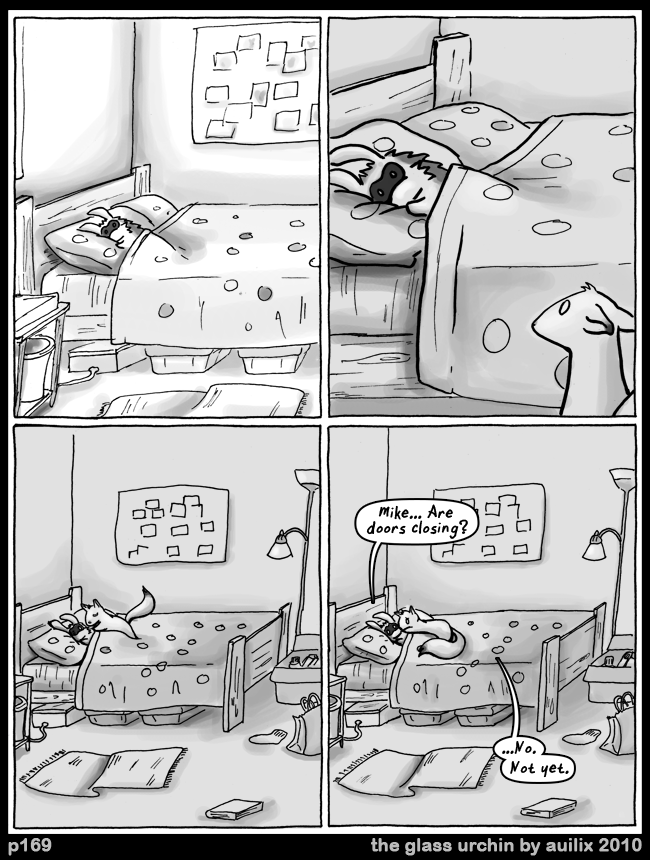 Mike... Are
doors closing?
...No.
Not yet.
p169
the glass urchin by auilix 2010